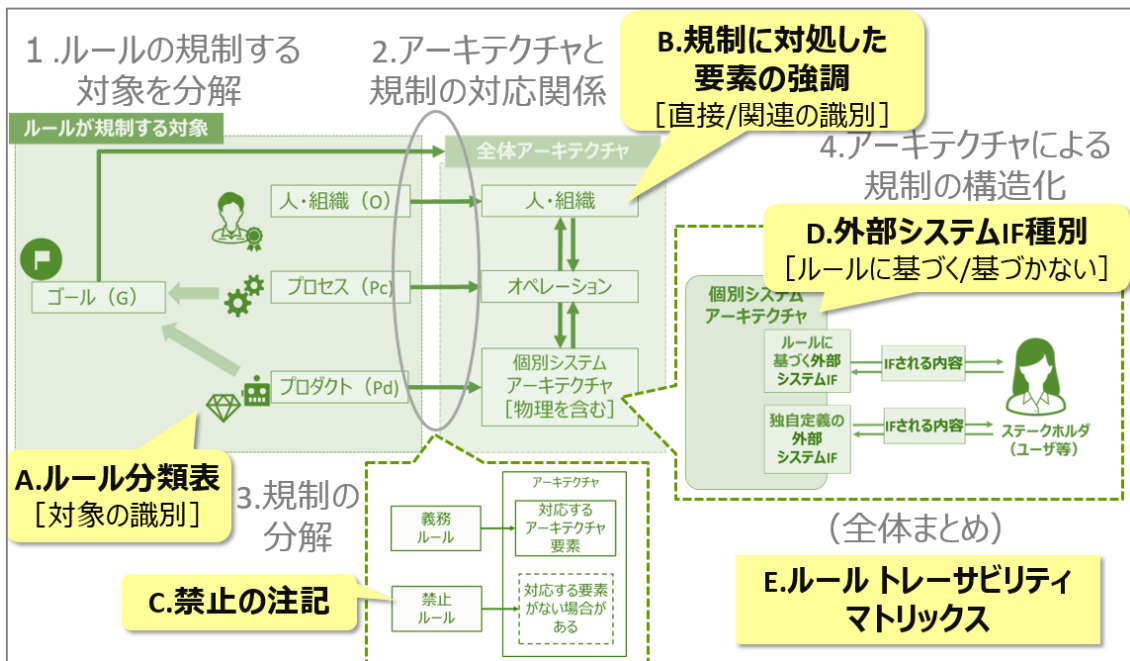 1.ルールの規制する
対象を分解
2.アーキテクチャと
規制の対応関係
B.規制に対処した
要素の強調
[直接/関連の識別]
ルールが規制する対象
全体アーキテクチャ
4.アーキテクチャによる
規制の構造化
人・組織(O)
人・組織
D.外部システムIF種別
[ルールに基づく/基づかない]
ゴール(G)
プロセス(Pc)
オペレーション
個別システム
アーキテクチャ
プロダクト(Pd)
個別システム
アーキテクチャ
[物理を含む]
ルールに
基づく外部
システムIF
IFされる内容
独自定義の
外部
システムIF
IFされる内容
ステークホルダ
(ユーザ等)
A.ルール分類表
[対象の識別]
3.規制の
分解
アーキテクチャ
義務
ルール
対応する
アーキテクチャ
要素
C.禁止の注記
禁止
ルール
対応する要素
がない場合が
ある
(全体まとめ)
E.ルール トレーサビリティ
マトリックス